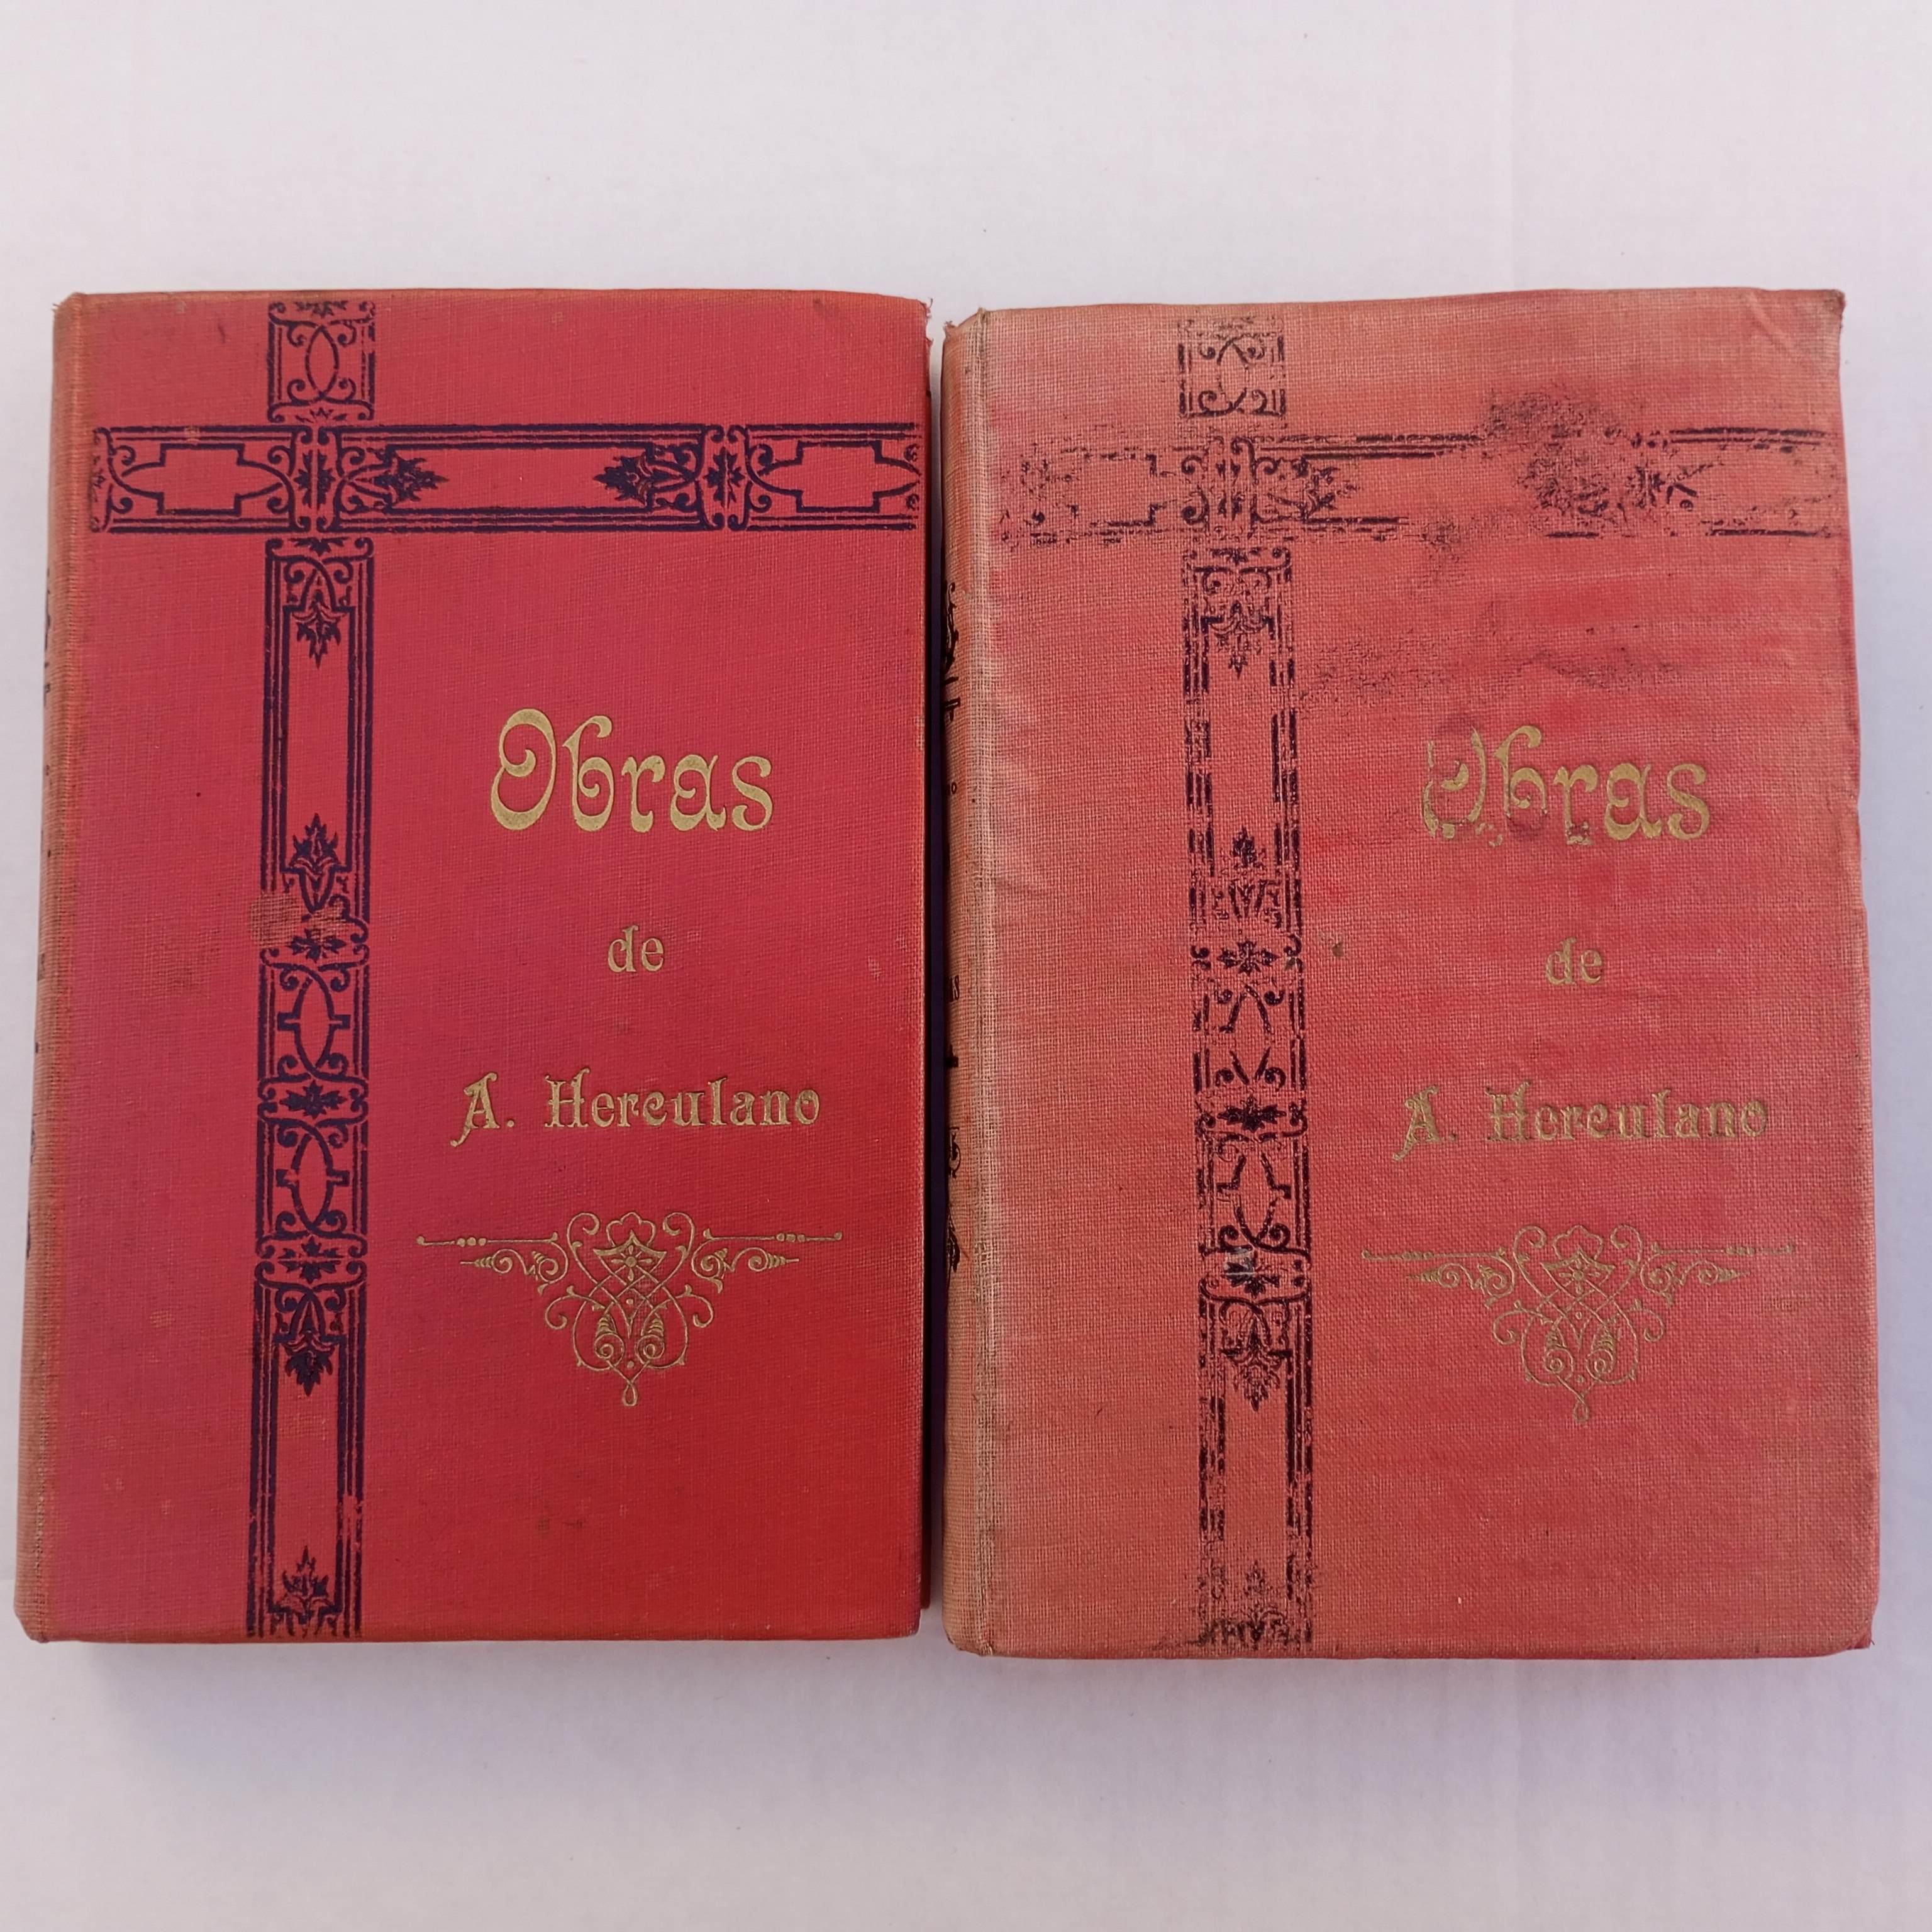 Obras
de
A. Herculano
Obras
de
A. Herculano